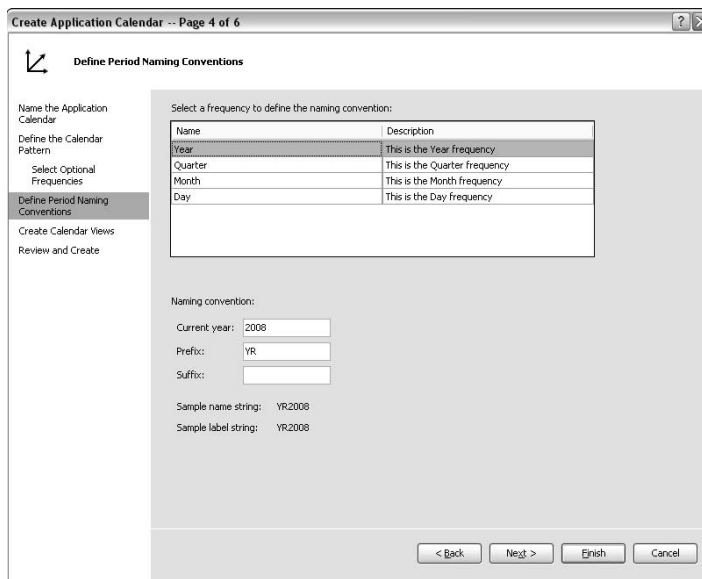 Create Application Calendar -- Page 4 of 6
?
Define Period Naming Conventions
Name the Application
Calendar
Define the Calendar
Pattern
Select Optional
Frequencies
Define Period Naming
Conventions
Create Calendar Views
Review and Create
Select a frequency to define the naming convention:
Name Description
Year This is the Year frequency
Quarter This is the Quarter frequency
Month This is the Month frequency
Day This is the Day frequency
Naming convention:
Current year: 2008
Prefix: YR
Suffix:
Sample name string: YR2008
Sample label string: YR2008
< Back Next > Finish Cancel